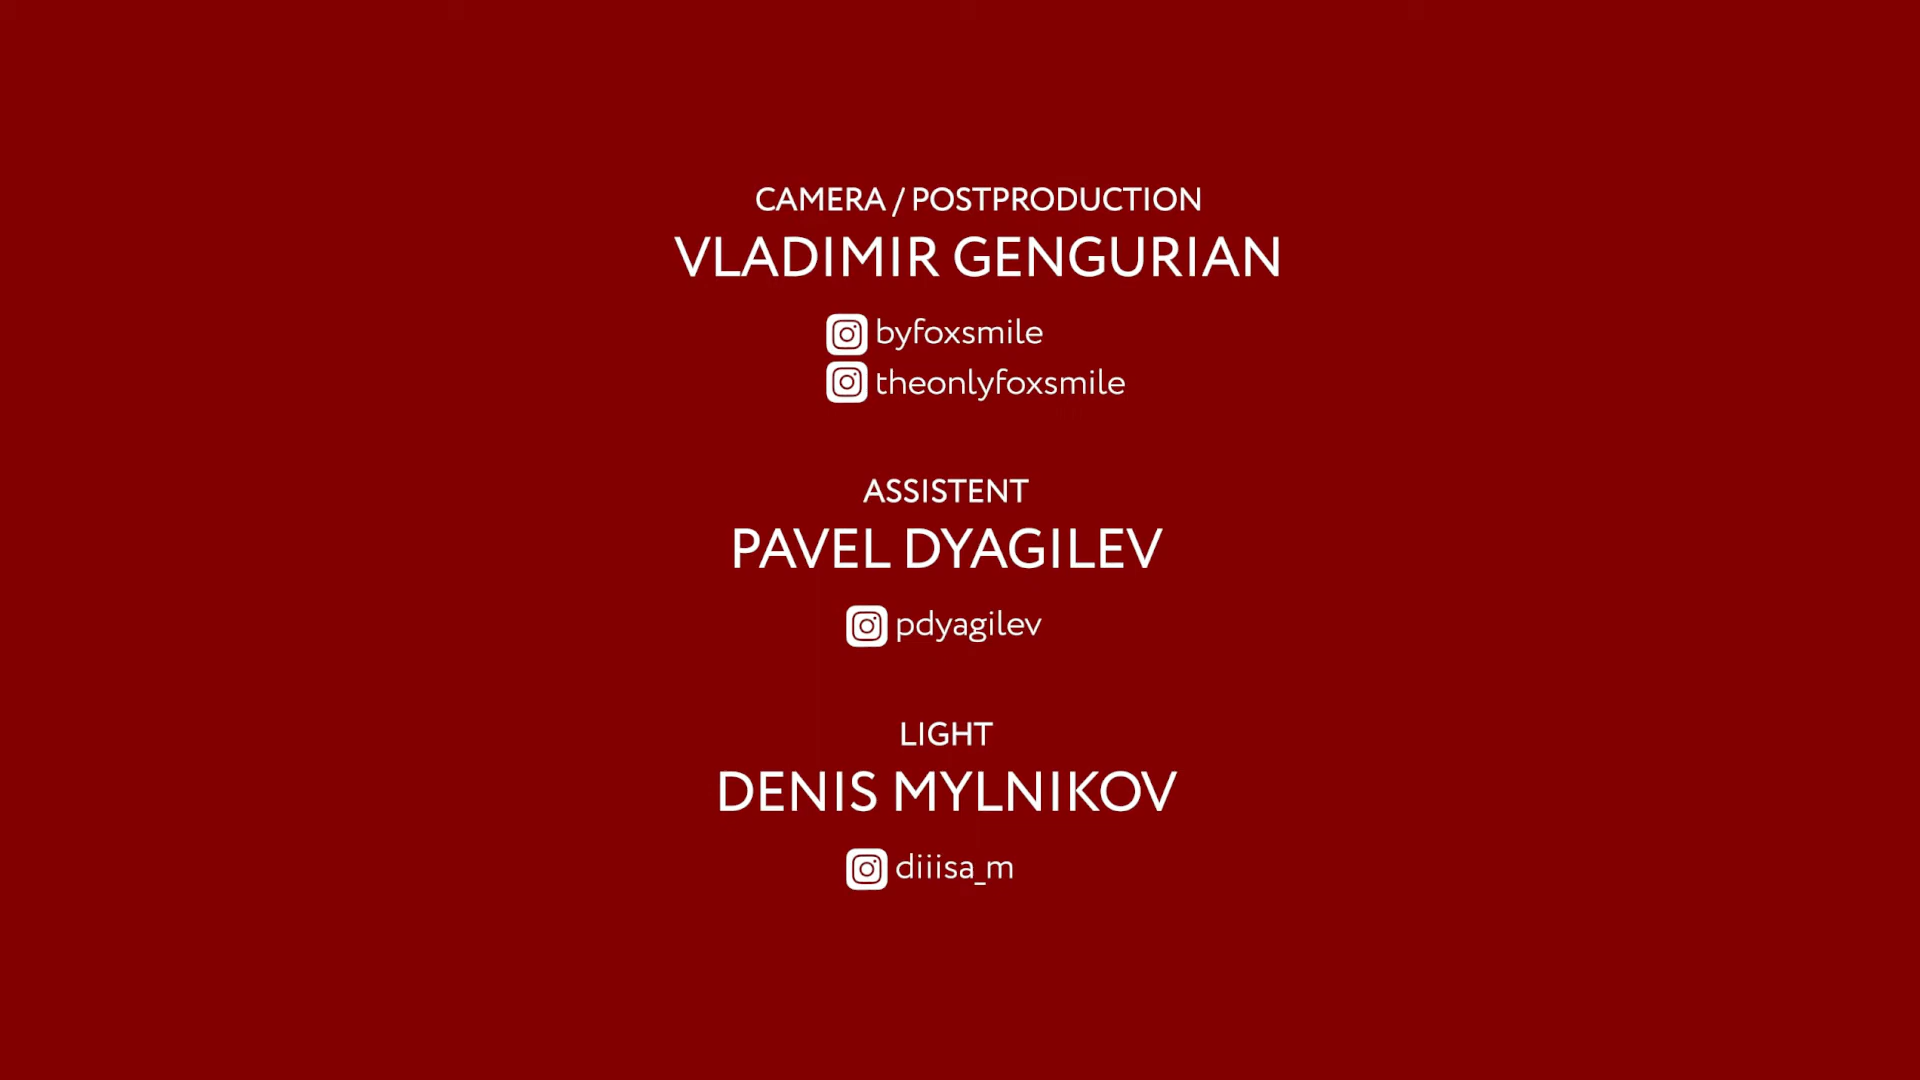 CAMERA / POSTPRODUCTION
VLADIMIR GENGURIAN
byfoxsmile
theonlyfoxsmile
ASSISTENT
PAVEL DYAGILEV
pdyagilev
LIGHT
DENIS MYLNIKOV
diiisa_m